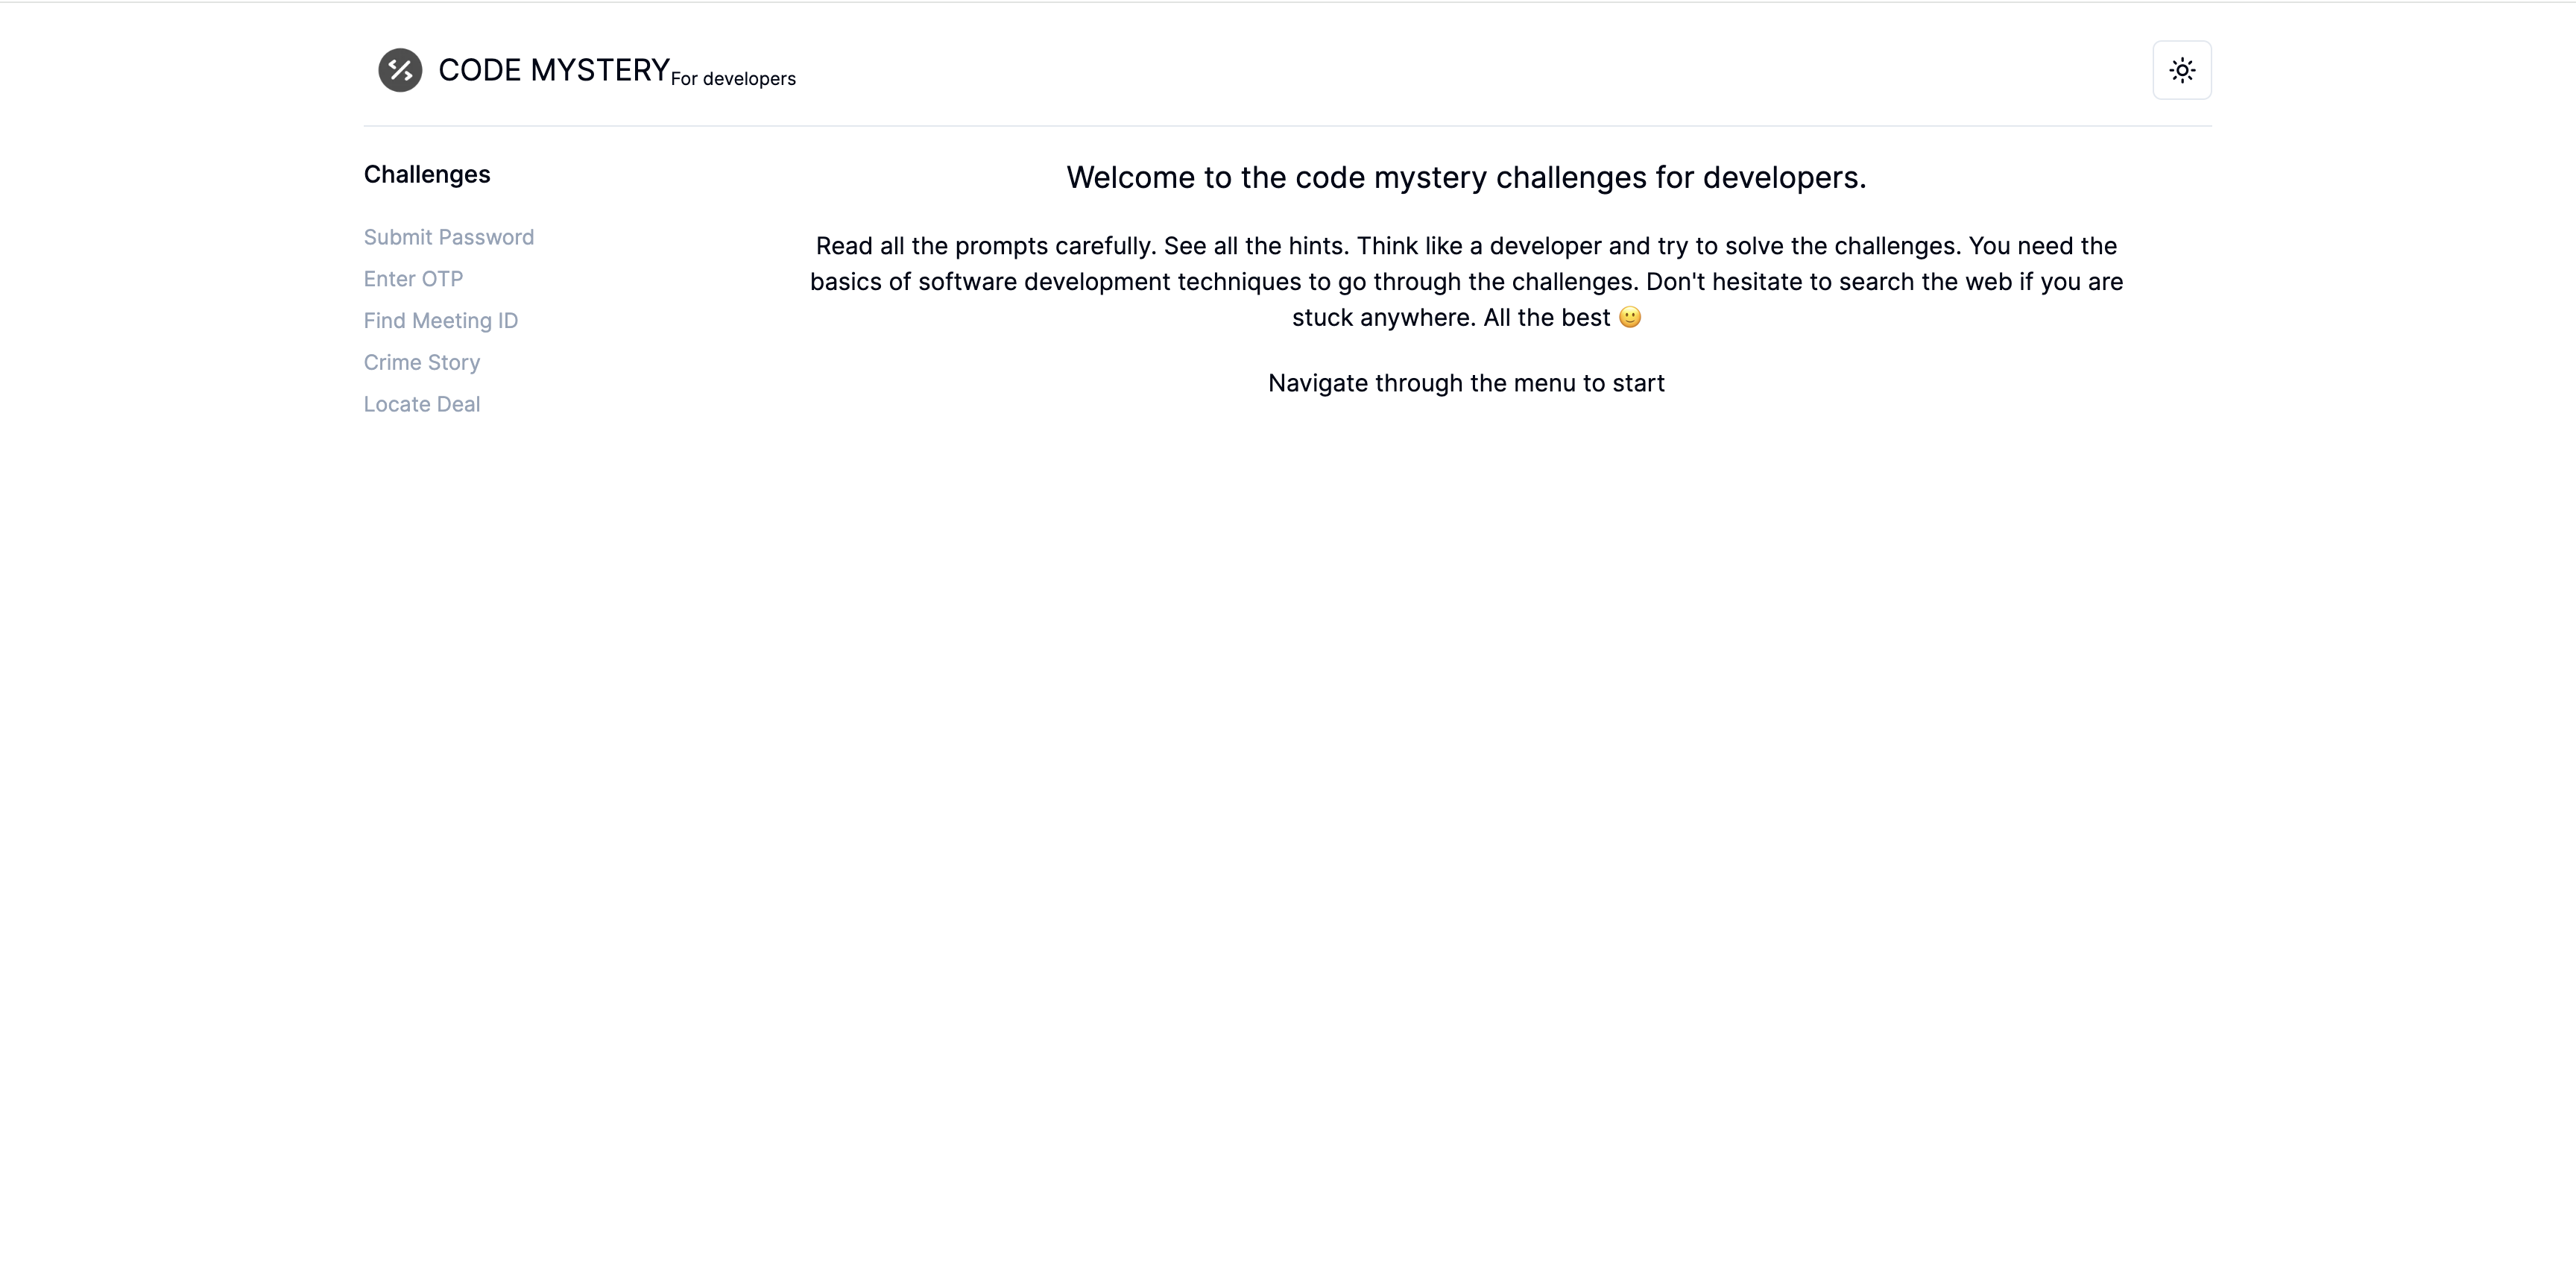 CODE MYSTERY For developers
Challenges
Submit Password
Enter OTP
Find Meeting ID
Crime Story
Locate Deal
Welcome to the code mystery challenges for developers.
Read all the prompts carefully. See all the hints. Think like a developer and try to solve the challenges. You need the
basics of software development techniques to go through the challenges. Don't hesitate to search the web if you are
stuck anywhere. All the best 🙂
Navigate through the menu to start